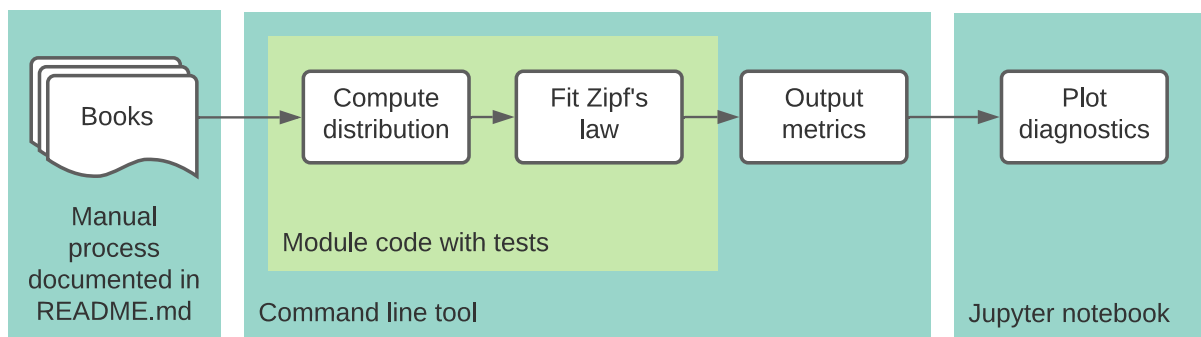 Books
Manual
process
documented in
README.md
Compute
distribution
Fit Zipf's
law
Module code with tests
Output
metrics
Command line tool
Plot
diagnostics
Jupyter notebook